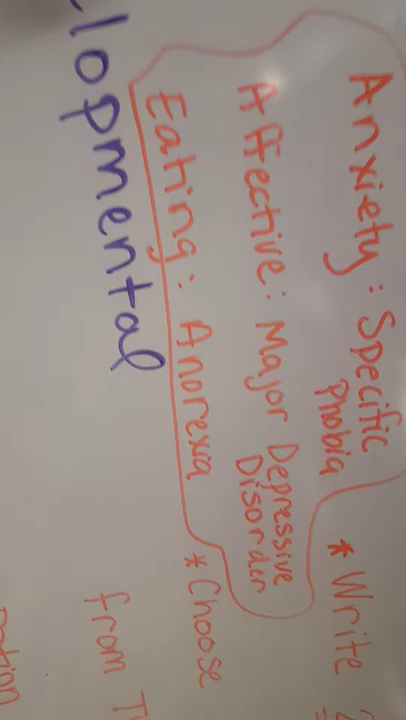 Anxiety: Specific
Phobia
* Write
Affective: Major Depressive
Disorder
Eating: Anorexia
* Choose
from
lopmental